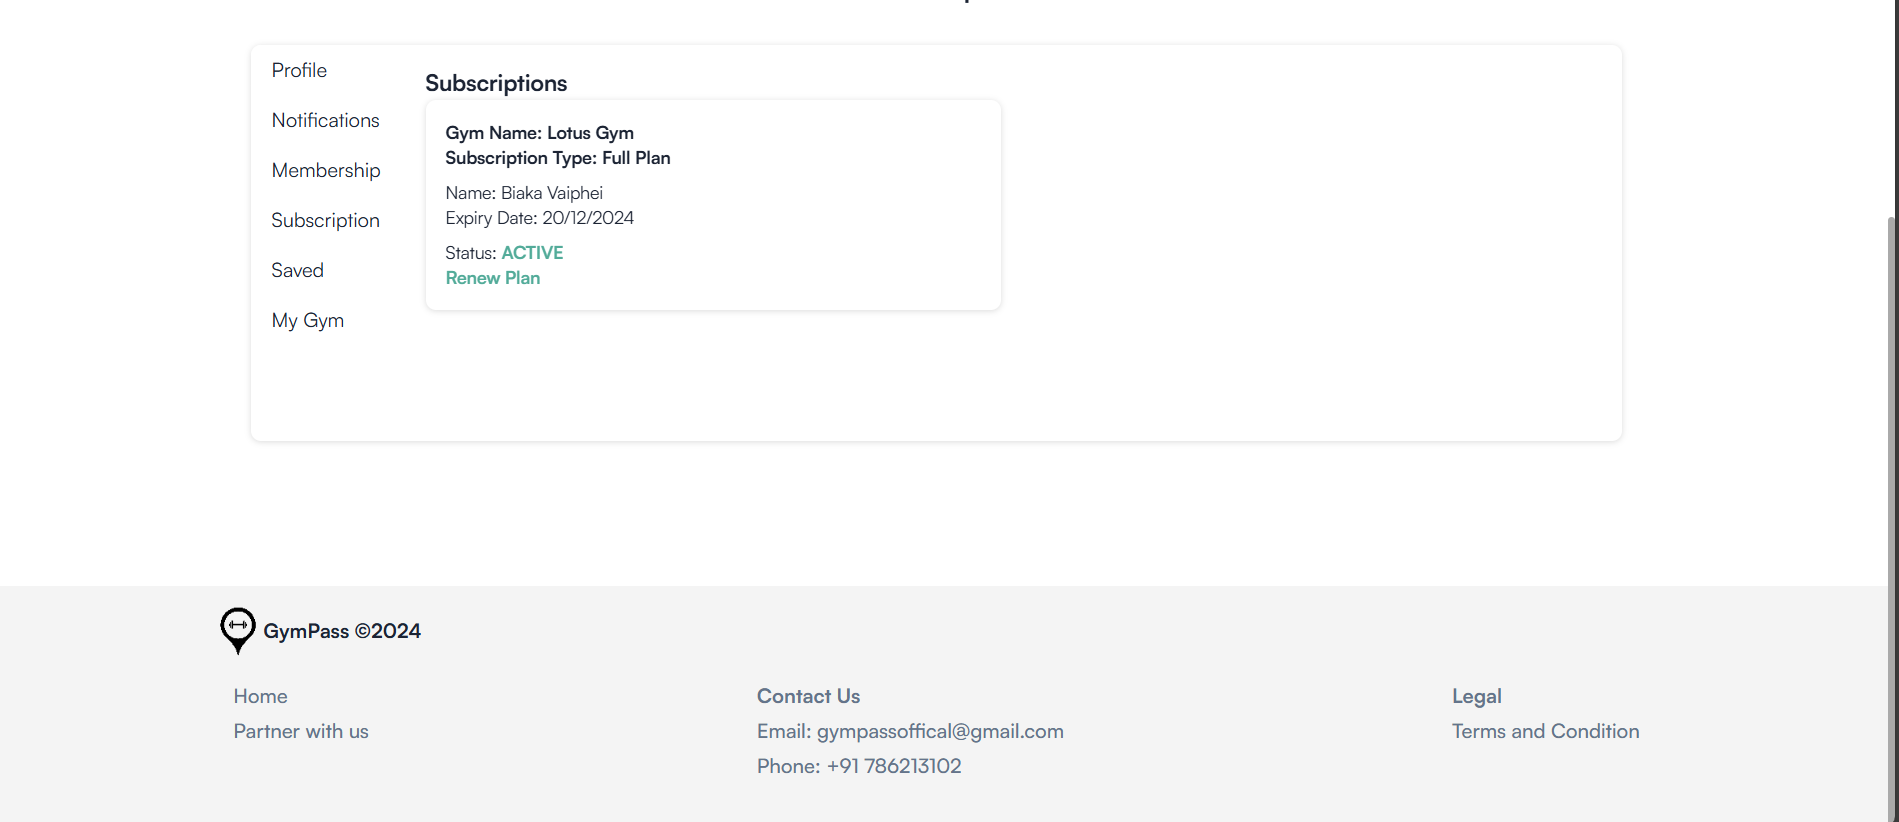 Profile
Notifications
Membership
Subscription
Saved
My Gym
Subscriptions
Gym Name: Lotus Gym
Subscription Type: Full Plan
Name: Biaka Vaiphei
Expiry Date: 20/12/2024
Status: ACTIVE
Renew Plan
GymPass ©2024
Home
Partner with us
Contact Us
Email: gympassoffical@gmail.com
Phone: +91 786213102
Legal
Terms and Condition